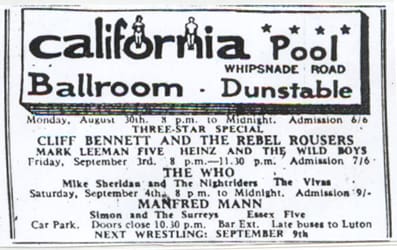 california Pool
WHIPSNADE ROAD
Ballroom · Dunstable
Monday, August 30th. 8 p.m. to Midnight. Admission 6/6
THREE-STAR SPECIAL
CLIFF BENNETT AND THE REBEL ROUSERS
MARK LEEMAN FIVE HEINZ AND THE WILD BOYS
Friday, September 3rd. 8 p.m.—11.30 p.m. Admission 7/6
THE WHO
Mike Sheridan and the Nightriders The Vivas
Saturday, September 4th, 8 p.m. to Midnight. Admission 9/-
MANFRED MANN
Simon and The Surreys Essex Five
Car Park. Doors close 10.30 p.m. Bar Ext. Late buses to Luton
NEXT WRESTLING: SEPTEMBER 9th